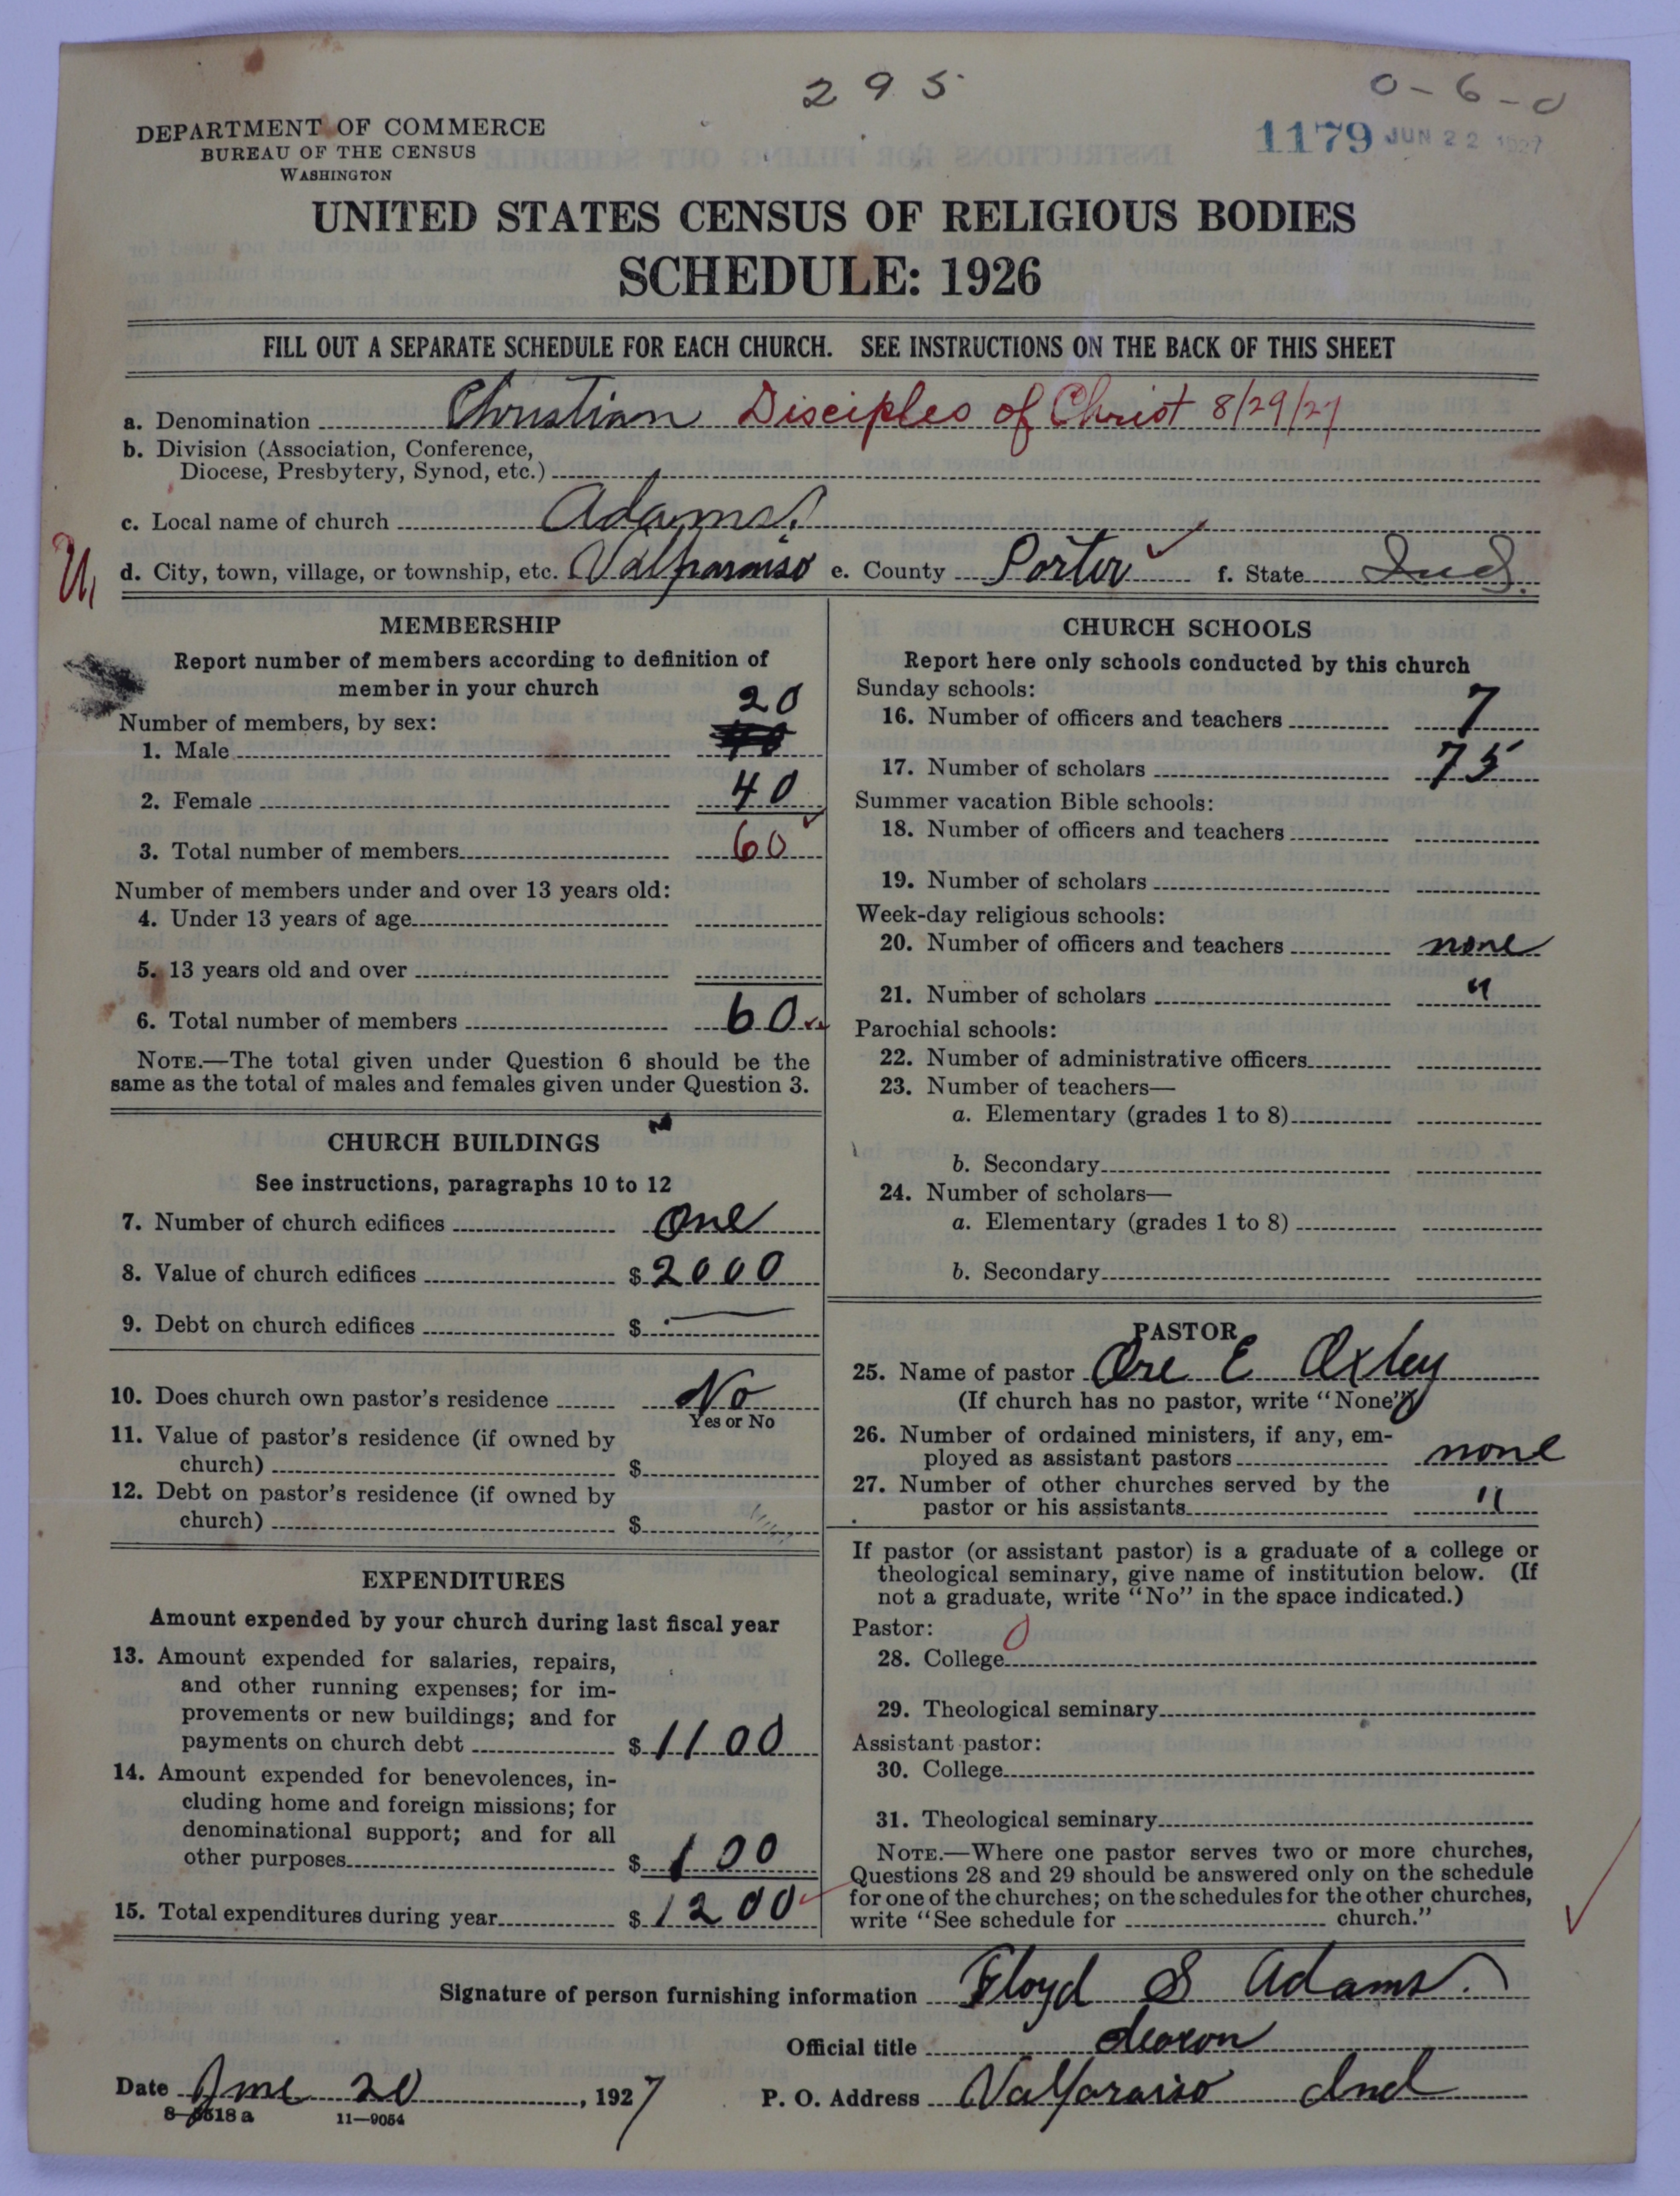 295
0-6-0
DEPARTMENT OF COMMERCE
BUREAU OF THE CENSUS
WASHINGTON
1179 JUN 22 1927
UNITED STATES CENSUS OF RELIGIOUS BODIES
SCHEDULE: 1926
FILL OUT A SEPARATE SCHEDULE FOR EACH CHURCH. SEE INSTRUCTIONS ON THE BACK OF THIS SHEET
a. Denomination Christian Disciples of Christ 8/29/27
b. Division (Association, Conference,
Diocese, Presbytery, Synod, etc.)
c. Local name of church Adams.
d. City, town, village, or township, etc. Valparaiso e. County Porter f. State Ind.
MEMBERSHIP
Report number of members according to definition of
member in your church
Number of members, by sex:
1. Male 20
2. Female 40
3. Total number of members 60
Number of members under and over 13 years old:
4. Under 13 years of age
5. 13 years old and over
6. Total number of members 60
NOTE.—The total given under Question 6 should be the
same as the total of males and females given under Question 3.
CHURCH BUILDINGS
See instructions, paragraphs 10 to 12
7. Number of church edifices One
8. Value of church edifices $ 2000
9. Debt on church edifices $ —
10. Does church own pastor's residence No
Yes or No
11. Value of pastor's residence (if owned by
church) $
12. Debt on pastor's residence (if owned by
church) $
EXPENDITURES
Amount expended by your church during last fiscal year
13. Amount expended for salaries, repairs,
and other running expenses; for im-
provements or new buildings; and for
payments on church debt $ 1100
14. Amount expended for benevolences, in-
cluding home and foreign missions; for
denominational support; and for all
other purposes $ 100
15. Total expenditures during year $ 1200
CHURCH SCHOOLS
Report here only schools conducted by this church
Sunday schools:
16. Number of officers and teachers 7
17. Number of scholars 75
Summer vacation Bible schools:
18. Number of officers and teachers
19. Number of scholars
Week-day religious schools:
20. Number of officers and teachers none
21. Number of scholars "
Parochial schools:
22. Number of administrative officers
23. Number of teachers—
a. Elementary (grades 1 to 8)
b. Secondary
24. Number of scholars—
a. Elementary (grades 1 to 8)
b. Secondary
PASTOR
25. Name of pastor Ore E Oxley
(If church has no pastor, write "None")
26. Number of ordained ministers, if any, em-
ployed as assistant pastors none
27. Number of other churches served by the
pastor or his assistants "
If pastor (or assistant pastor) is a graduate of a college or
theological seminary, give name of institution below. (If
not a graduate, write "No" in the space indicated.)
Pastor:
28. College 0
29. Theological seminary
Assistant pastor:
30. College
31. Theological seminary
NOTE.—Where one pastor serves two or more churches,
Questions 28 and 29 should be answered only on the schedule
for one of the churches; on the schedules for the other churches,
write "See schedule for church."
Signature of person furnishing information Floyd S Adams.
Official title deacon
Date June 20, 1927 P. O. Address Valparaiso Ind
8-5518 a 11-9054